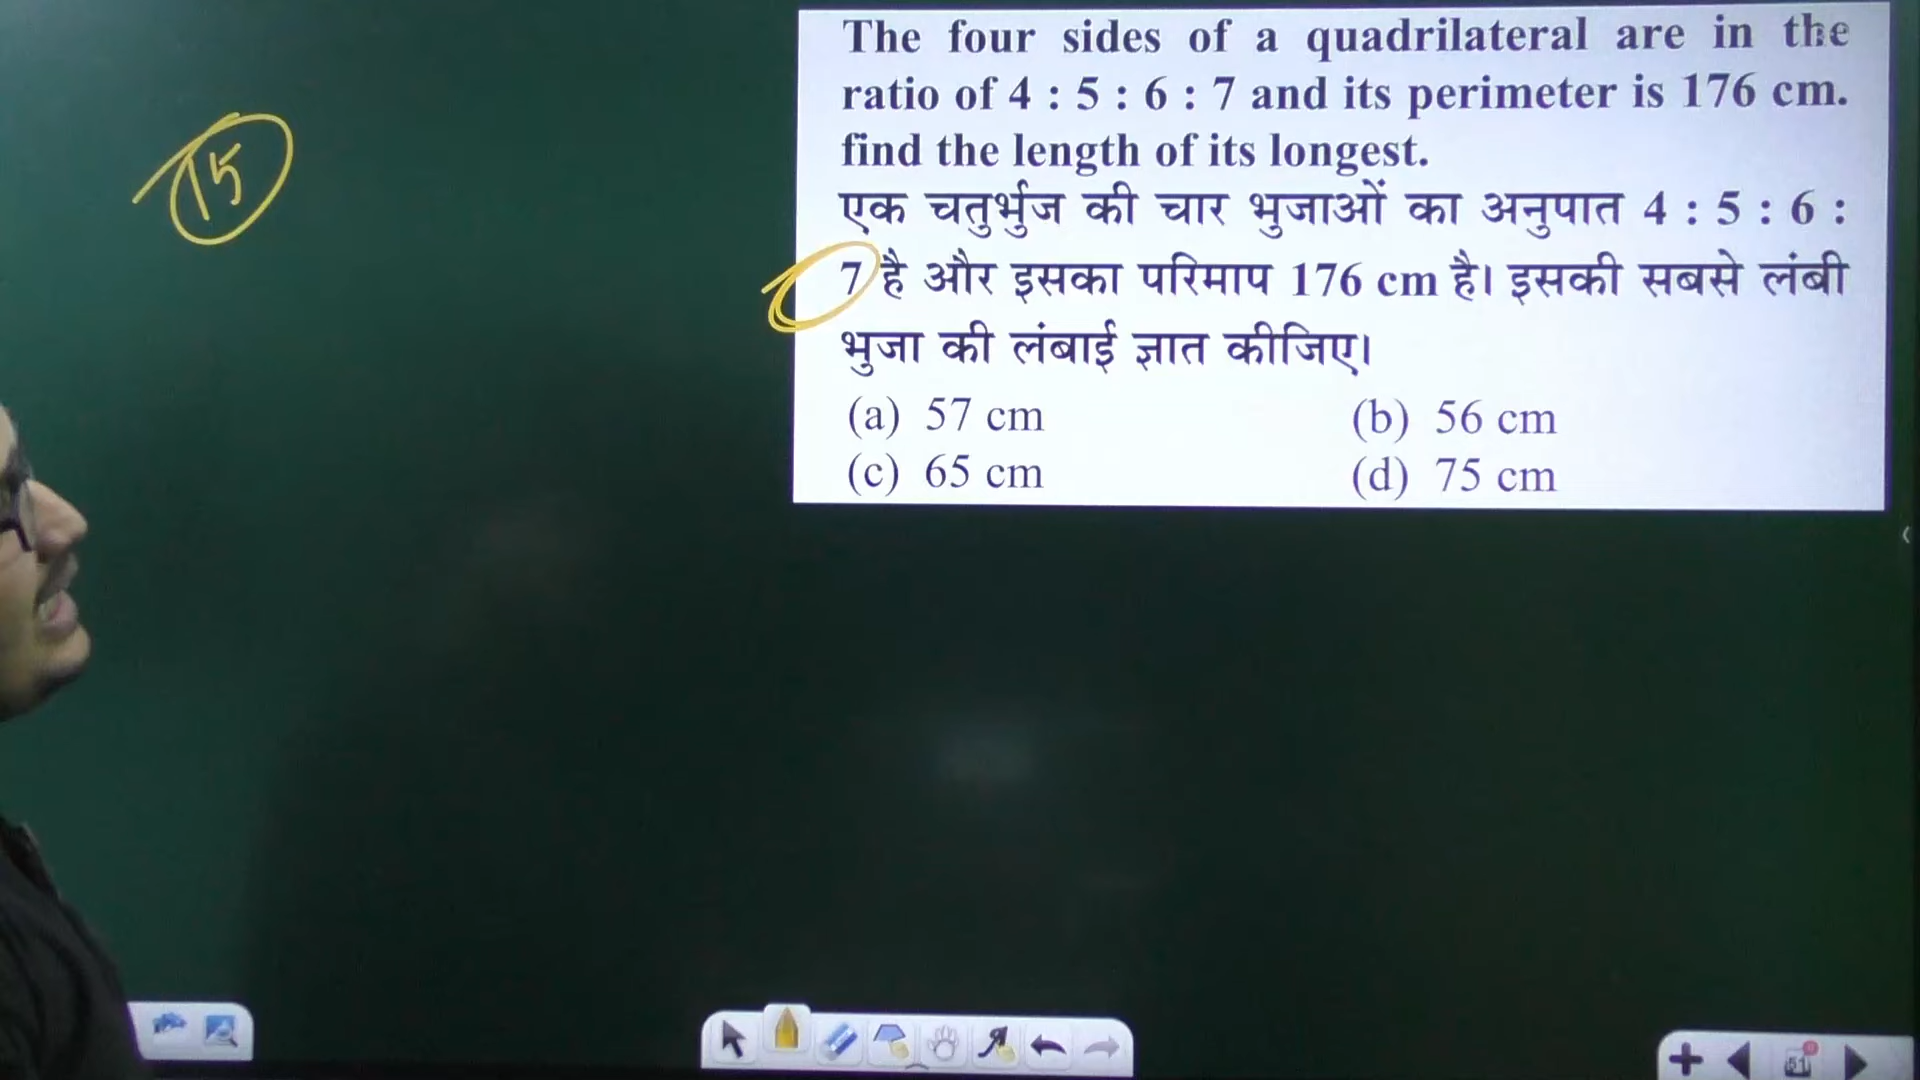 15
The four sides of a quadrilateral are in the
ratio of 4 : 5 : 6 : 7 and its perimeter is 176 cm.
find the length of its longest.
एक चतुर्भुज की चार भुजाओं का अनुपात 4 : 5 : 6 :
7 है और इसका परिमाप 176 cm है। इसकी सबसे लंबी
भुजा की लंबाई ज्ञात कीजिए।
(a) 57 cm (b) 56 cm
(c) 65 cm (d) 75 cm
51